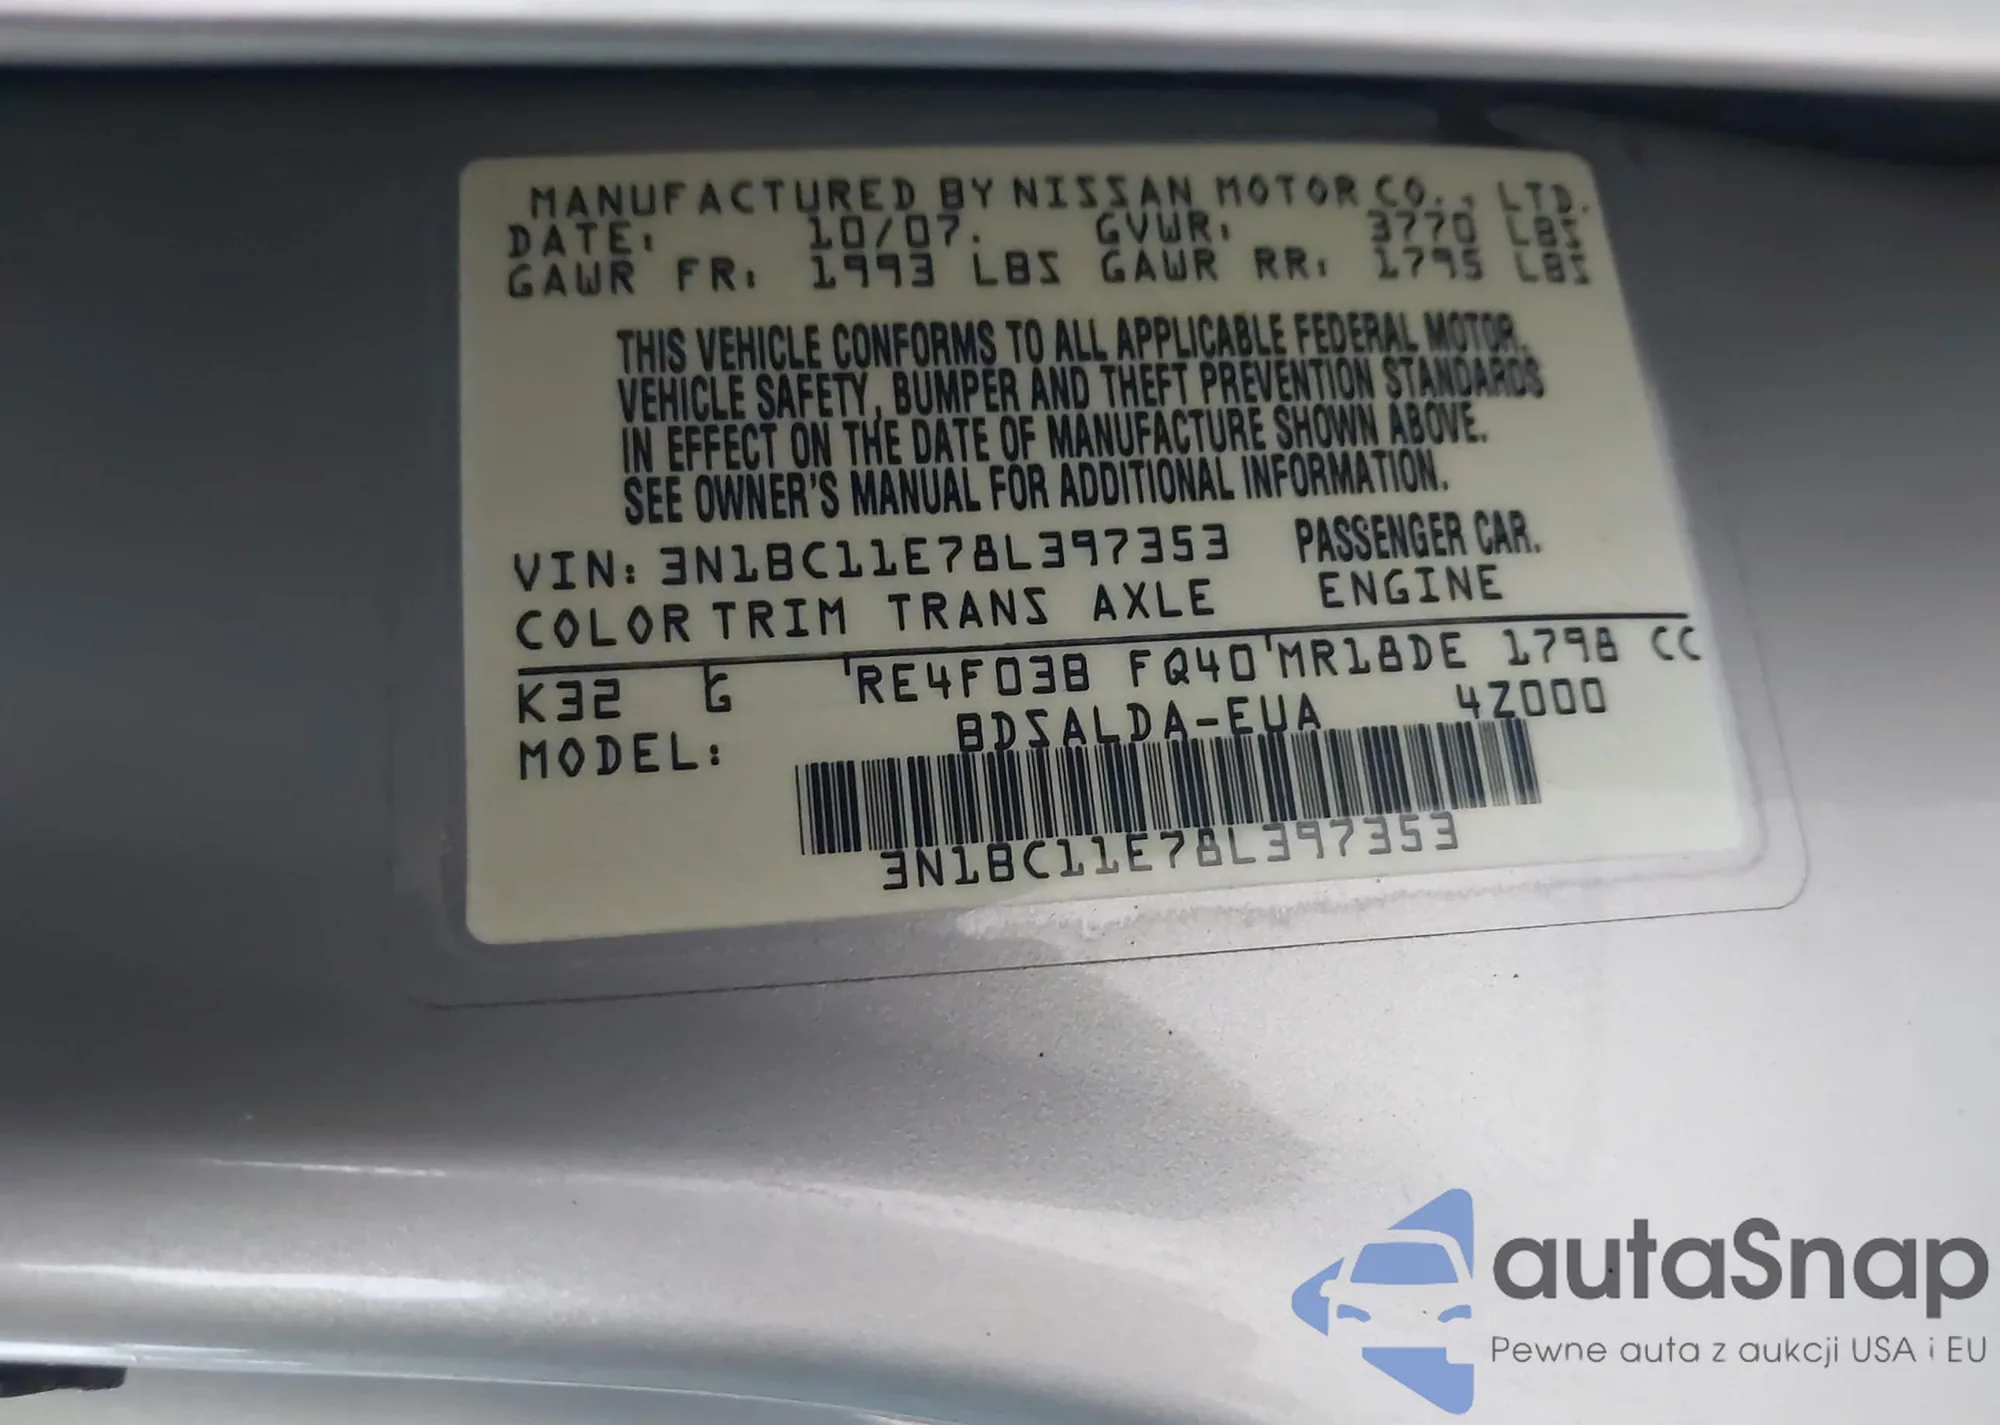 MANUFACTURED BY NISSAN MOTOR CO., LTD.
DATE: 10/07. GVWR: 3770 LBS
GAWR FR: 1993 LBS GAWR RR: 1795 LBS
THIS VEHICLE CONFORMS TO ALL APPLICABLE FEDERAL MOTOR.
VEHICLE SAFETY, BUMPER AND THEFT PREVENTION STANDARDS
IN EFFECT ON THE DATE OF MANUFACTURE SHOWN ABOVE.
SEE OWNER'S MANUAL FOR ADDITIONAL INFORMATION.
VIN: 3N1BC11E78L397353 PASSENGER CAR.
COLOR TRIM TRANS AXLE ENGINE
K32 G RE4F03B FQ40 MR18DE 1798 CC
MODEL: BDSALDA-EUA 4Z000
3N1BC11E78L397353
autaSnap
Pewne auta z aukcji USA i EU